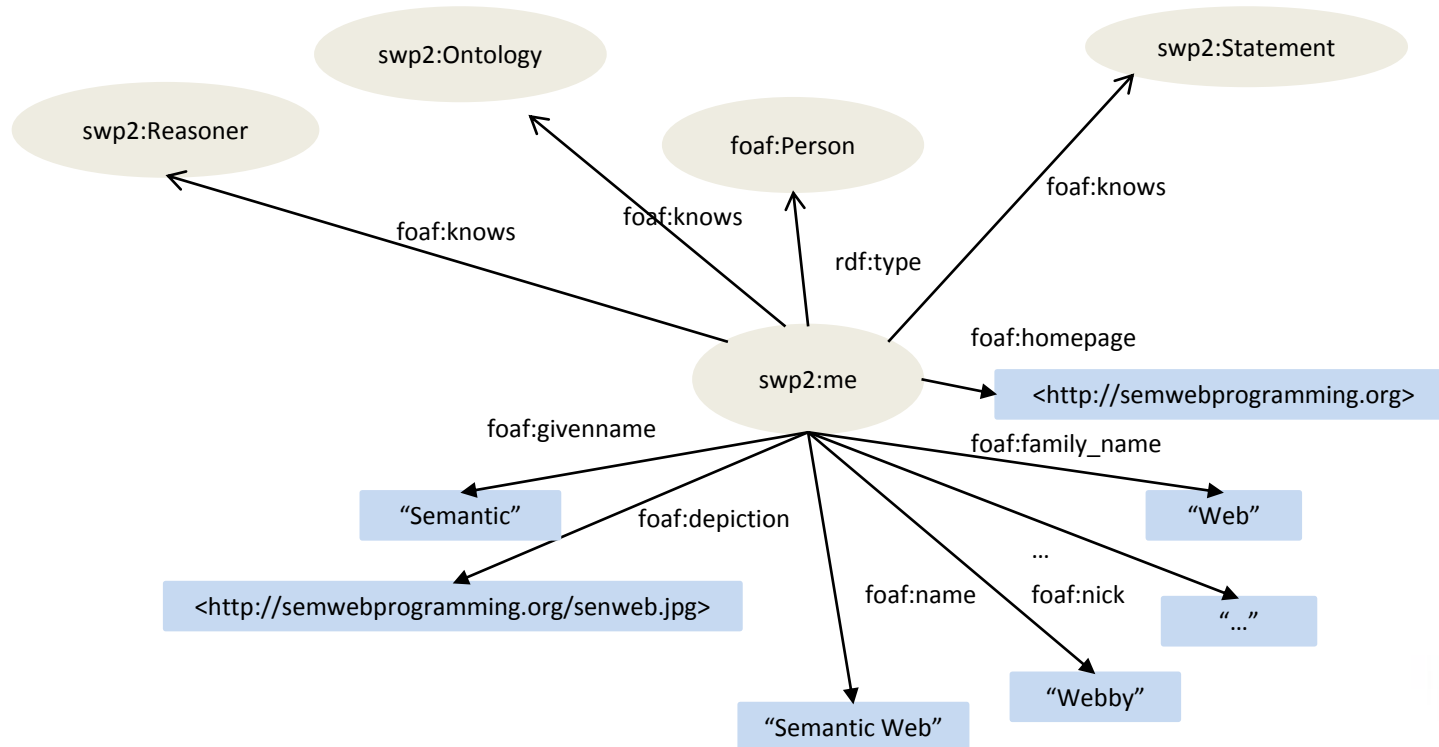 swp2:Ontology
swp2:Statement
swp2:Reasoner
foaf:Person
foaf:knows
foaf:knows
foaf:knows
rdf:type
foaf:homepage
swp2:me
<http://semwebprogramming.org>
foaf:givenname
foaf:family_name
“Semantic”
foaf:depiction
“Web”
...
<http://semwebprogramming.org/senweb.jpg>
foaf:name
foaf:nick
“...”
“Webby”
“Semantic Web”